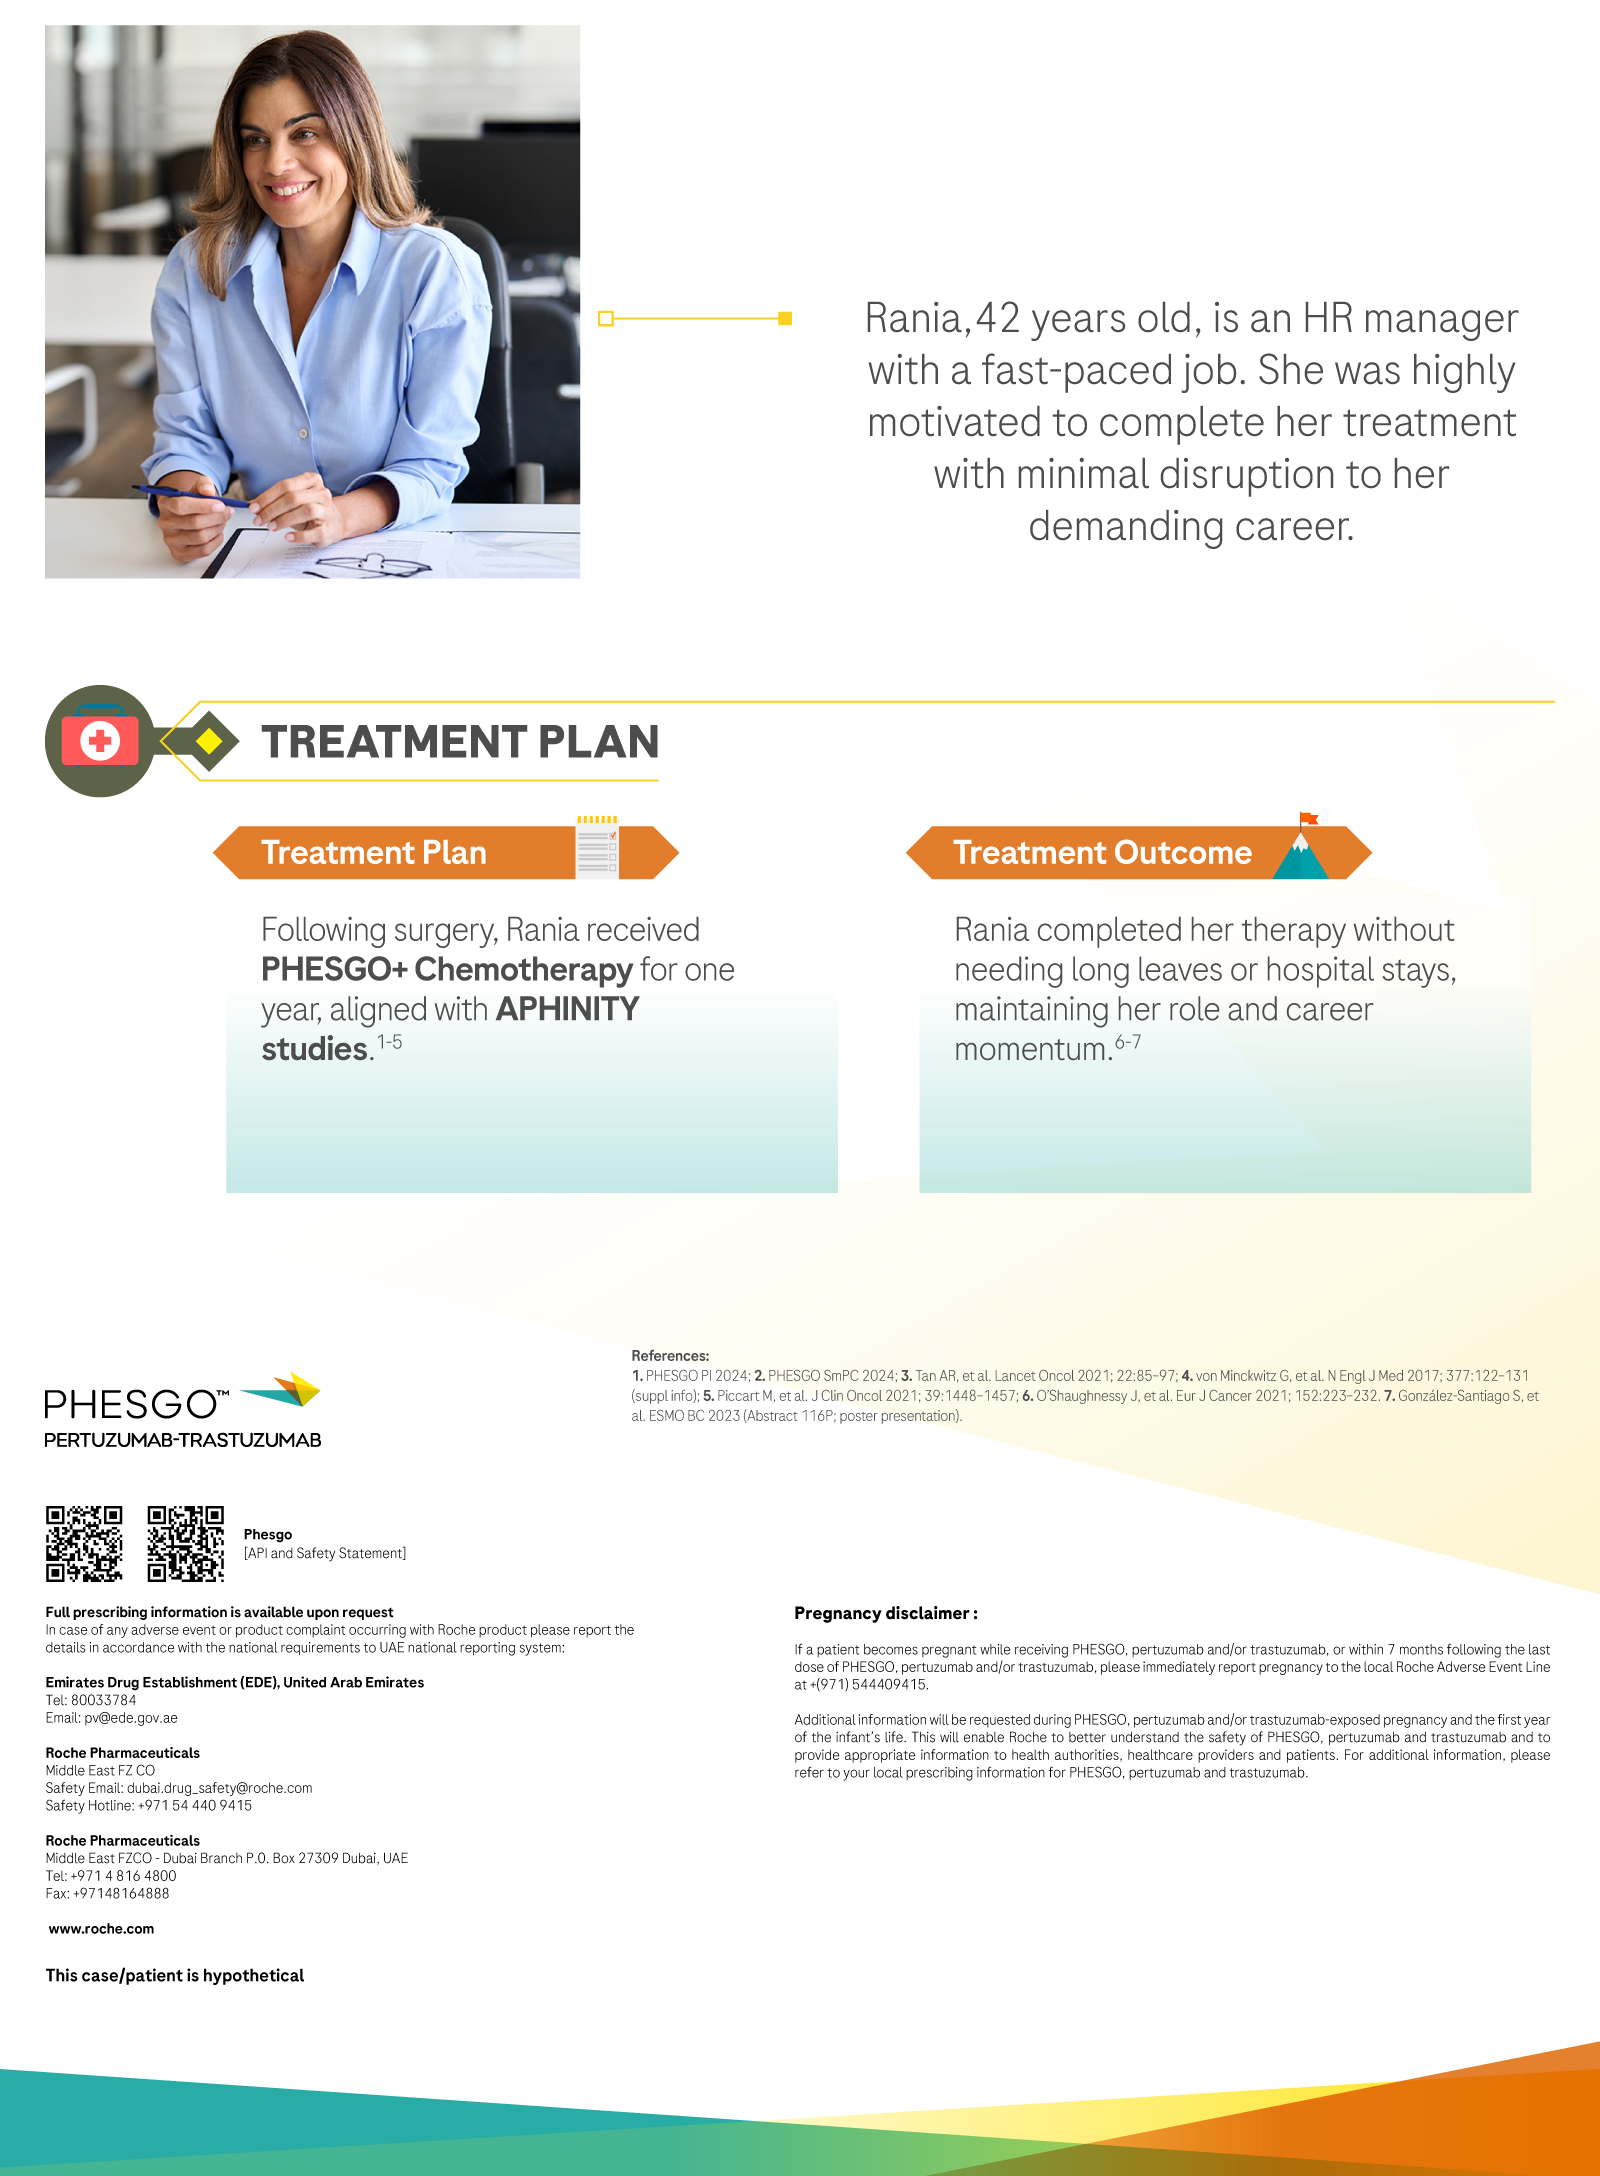 Rania,42 years old, is an HR manager
with a fast-paced job. She was highly
motivated to complete her treatment
with minimal disruption to her
demanding career.
TREATMENT PLAN
Treatment Plan
Following surgery, Rania received
PHESGO+ Chemotherapy for one
year, aligned with APHINITY
studies.1-5
Treatment Outcome
Rania completed her therapy without
needing long leaves or hospital stays,
maintaining her role and career
momentum.6-7
References:
1. PHESGO PI 2024; 2. PHESGO SmPC 2024; 3. Tan AR, et al. Lancet Oncol 2021; 22:85–97; 4. von Minckwitz G, et al. N Engl J Med 2017; 377:122–131
(suppl info); 5. Piccart M, et al. J Clin Oncol 2021; 39:1448–1457; 6. O'Shaughnessy J, et al. Eur J Cancer 2021; 152:223–232. 7. González-Santiago S, et
al. ESMO BC 2023 (Abstract 116P; poster presentation).
PHESGO™
PERTUZUMAB-TRASTUZUMAB
Phesgo
[API and Safety Statement]
Full prescribing information is available upon request
In case of any adverse event or product complaint occurring with Roche product please report the
details in accordance with the national requirements to UAE national reporting system:
Emirates Drug Establishment (EDE), United Arab Emirates
Tel: 80033784
Email: pv@ede.gov.ae
Roche Pharmaceuticals
Middle East FZ CO
Safety Email: dubai.drug_safety@roche.com
Safety Hotline: +971 54 440 9415
Roche Pharmaceuticals
Middle East FZCO - Dubai Branch P.O. Box 27309 Dubai, UAE
Tel: +971 4 816 4800
Fax: +97148164888
www.roche.com
This case/patient is hypothetical
Pregnancy disclaimer :
If a patient becomes pregnant while receiving PHESGO, pertuzumab and/or trastuzumab, or within 7 months following the last
dose of PHESGO, pertuzumab and/or trastuzumab, please immediately report pregnancy to the local Roche Adverse Event Line
at +(971) 544409415.
Additional information will be requested during PHESGO, pertuzumab and/or trastuzumab-exposed pregnancy and the first year
of the infant's life. This will enable Roche to better understand the safety of PHESGO, pertuzumab and trastuzumab and to
provide appropriate information to health authorities, healthcare providers and patients. For additional information, please
refer to your local prescribing information for PHESGO, pertuzumab and trastuzumab.